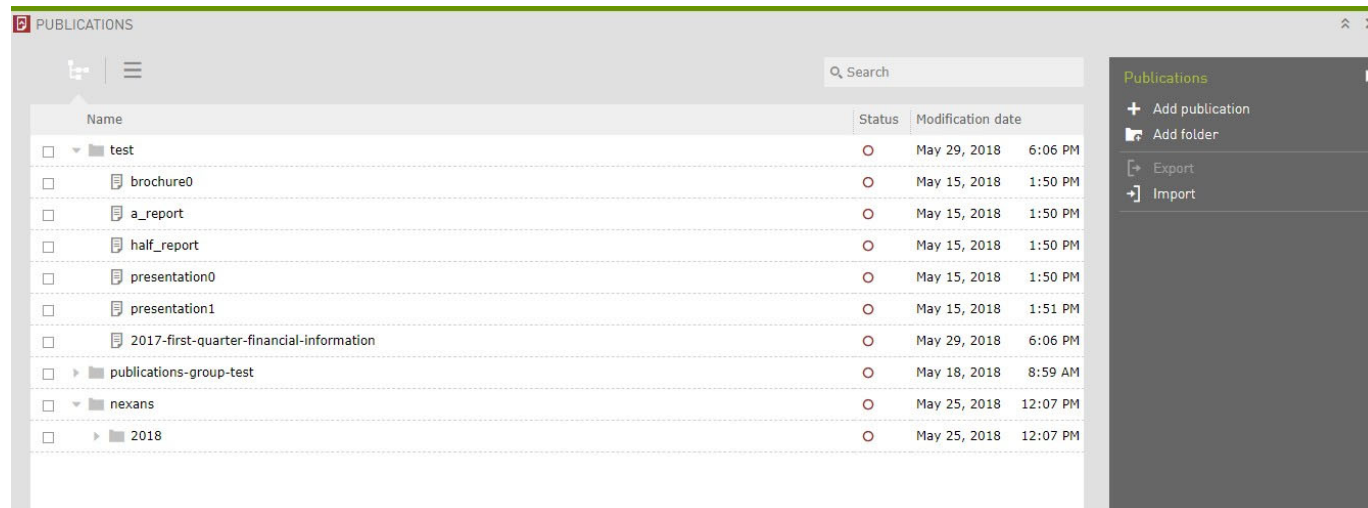 PUBLICATIONS
Search
Name Status Modification date
test May 29, 2018 6:06 PM
brochure0 May 15, 2018 1:50 PM
a_report May 15, 2018 1:50 PM
half_report May 15, 2018 1:50 PM
presentation0 May 15, 2018 1:50 PM
presentation1 May 15, 2018 1:51 PM
2017-first-quarter-financial-information May 29, 2018 6:06 PM
publications-group-test May 18, 2018 8:59 AM
nexans May 25, 2018 12:07 PM
2018 May 25, 2018 12:07 PM
Publications
Add publication
Add folder
Export
Import